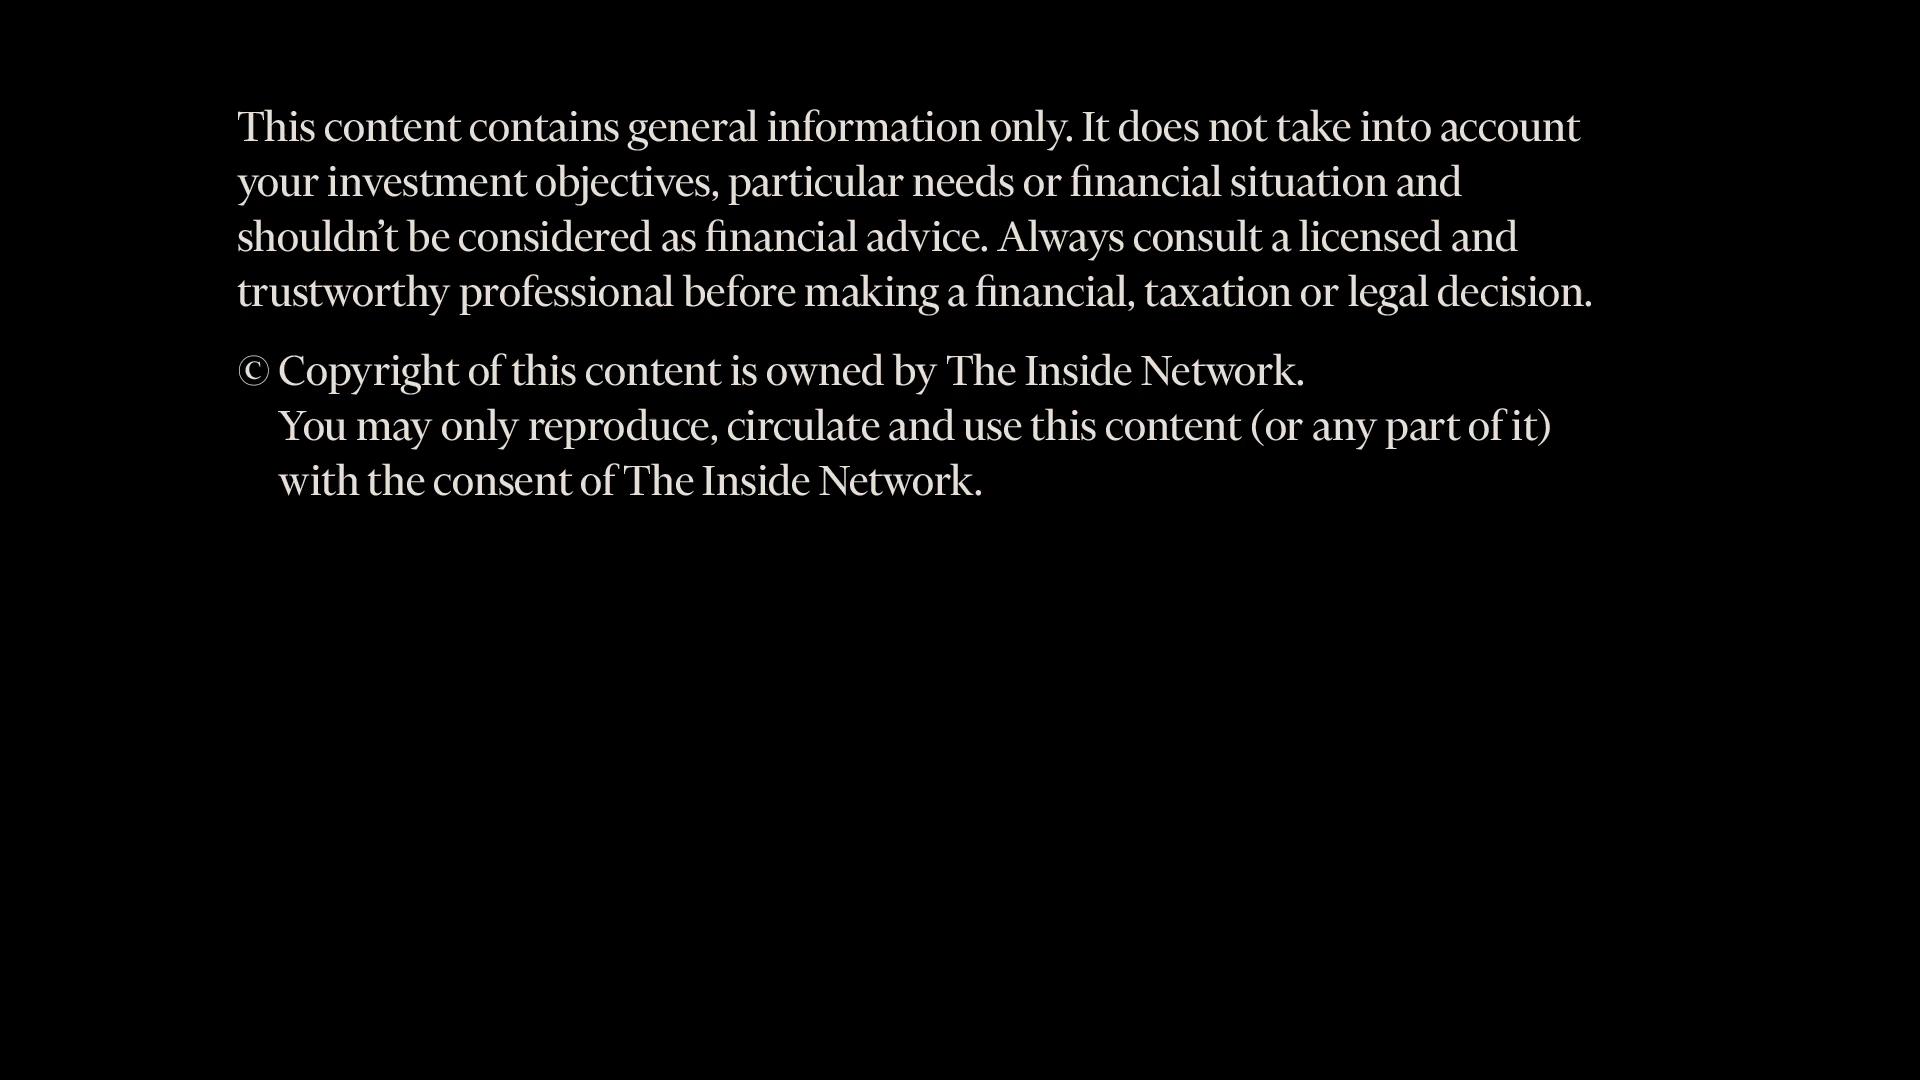 This content contains general information only. It does not take into account
your investment objectives, particular needs or financial situation and
shouldn’t be considered as financial advice. Always consult a licensed and
trustworthy professional before making a financial, taxation or legal decision.
© Copyright of this content is owned by The Inside Network.
You may only reproduce, circulate and use this content (or any part of it)
with the consent of The Inside Network.